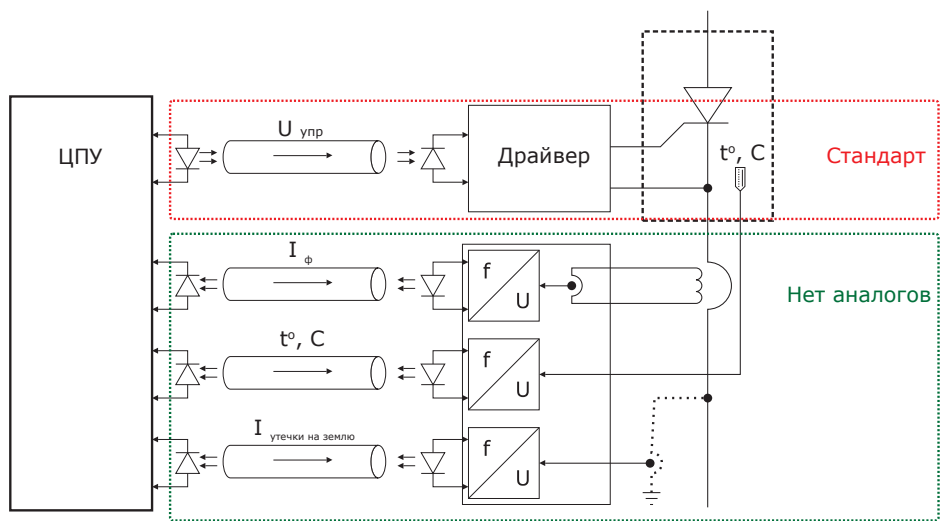 ЦПУ
U упр
Драйвер
t°, C
Стандарт
I ф
f
U
Нет аналогов
t°, C
f
U
I утечки на землю
f
U